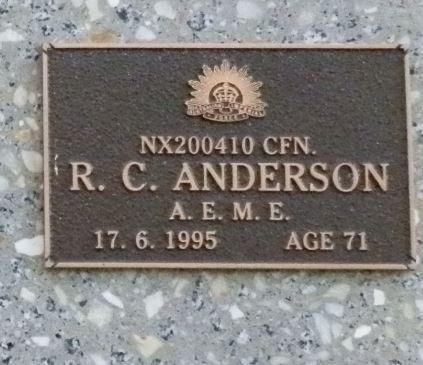 NX200410 CFN.
R. C. ANDERSON
A. E. M. E.
17. 6. 1995 AGE 71